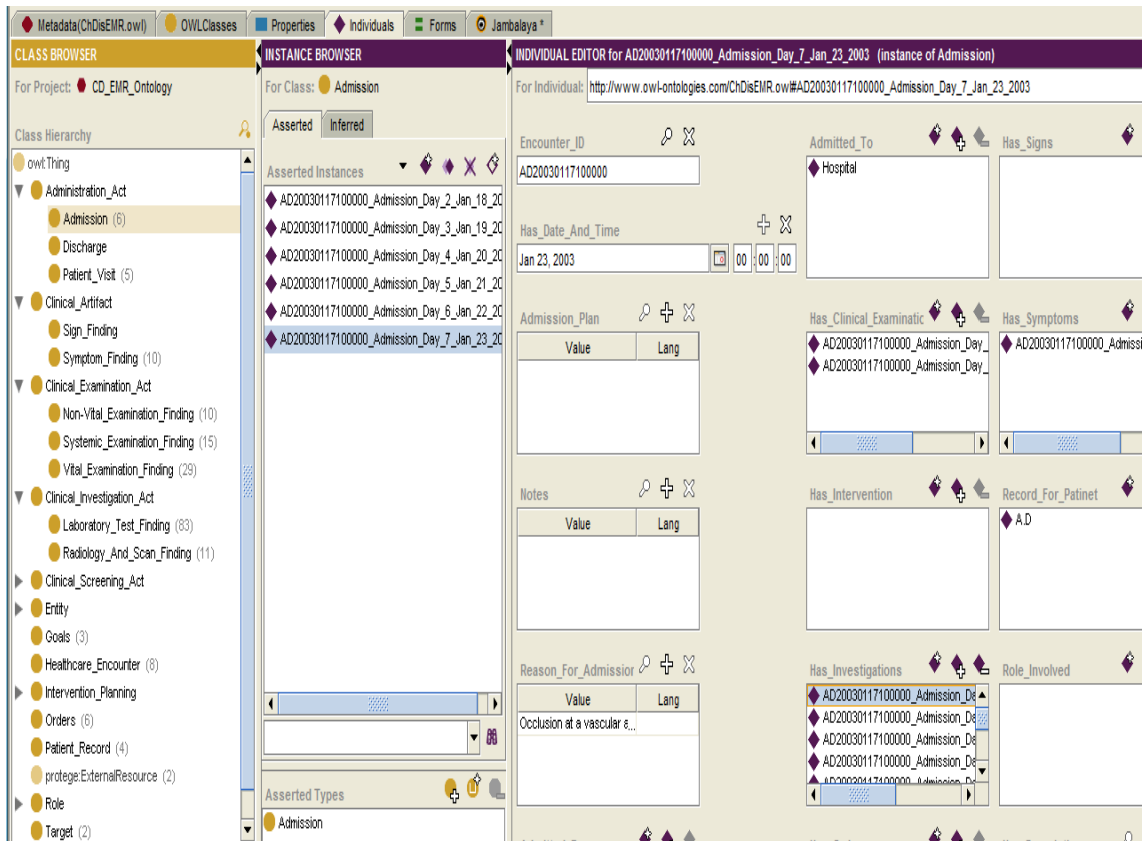 Metadata(ChDisEMR.owl) OWLClasses Properties Individuals Forms Jambalaya *
CLASS BROWSER
For Project: CD_EMR_Ontology
Class Hierarchy
owl:Thing
Administration_Act
Admission (6)
Discharge
Patient_Visit (5)
Clinical_Artifact
Sign_Finding
Symptom_Finding (10)
Clinical_Examination_Act
Non-Vital_Examination_Finding (10)
Systemic_Examination_Finding (15)
Vital_Examination_Finding (29)
Clinical_Investigation_Act
Laboratory_Test_Finding (83)
Radiology_And_Scan_Finding (11)
Clinical_Screening_Act
Entity
Goals (3)
Healthcare_Encounter (8)
Intervention_Planning
Orders (6)
Patient_Record (4)
protege:ExternalResource (2)
Role
Target (2)
INSTANCE BROWSER
For Class: Admission
Asserted Inferred
Asserted Instances
AD20030117100000_Admission_Day_2_Jan_18_20
AD20030117100000_Admission_Day_3_Jan_19_20
AD20030117100000_Admission_Day_4_Jan_20_20
AD20030117100000_Admission_Day_5_Jan_21_20
AD20030117100000_Admission_Day_6_Jan_22_20
AD20030117100000_Admission_Day_7_Jan_23_20
Asserted Types
Admission
INDIVIDUAL EDITOR for AD20030117100000_Admission_Day_7_Jan_23_2003 (instance of Admission)
For Individual: http://www.owl-ontologies.com/ChDisEMR.owl#AD20030117100000_Admission_Day_7_Jan_23_2003
Encounter_ID
AD20030117100000
Has_Date_And_Time
Jan 23, 2003 00 :00 :00
Admission_Plan
Value Lang
Notes
Value Lang
Reason_For_Admission
Value Lang
Occlusion at a vascular a...
Admitted_To
Hospital
Has_Clinical_Examinatic
AD20030117100000_Admission_Day_
AD20030117100000_Admission_Day_
Has_Intervention
Has_Investigations
AD20030117100000_Admission_De
AD20030117100000_Admission_De
AD20030117100000_Admission_De
AD20030117100000_Admission_De
Has_Signs
Has_Symptoms
AD20030117100000_Admissi
Record_For_Patinet
A.D
Role_Involved